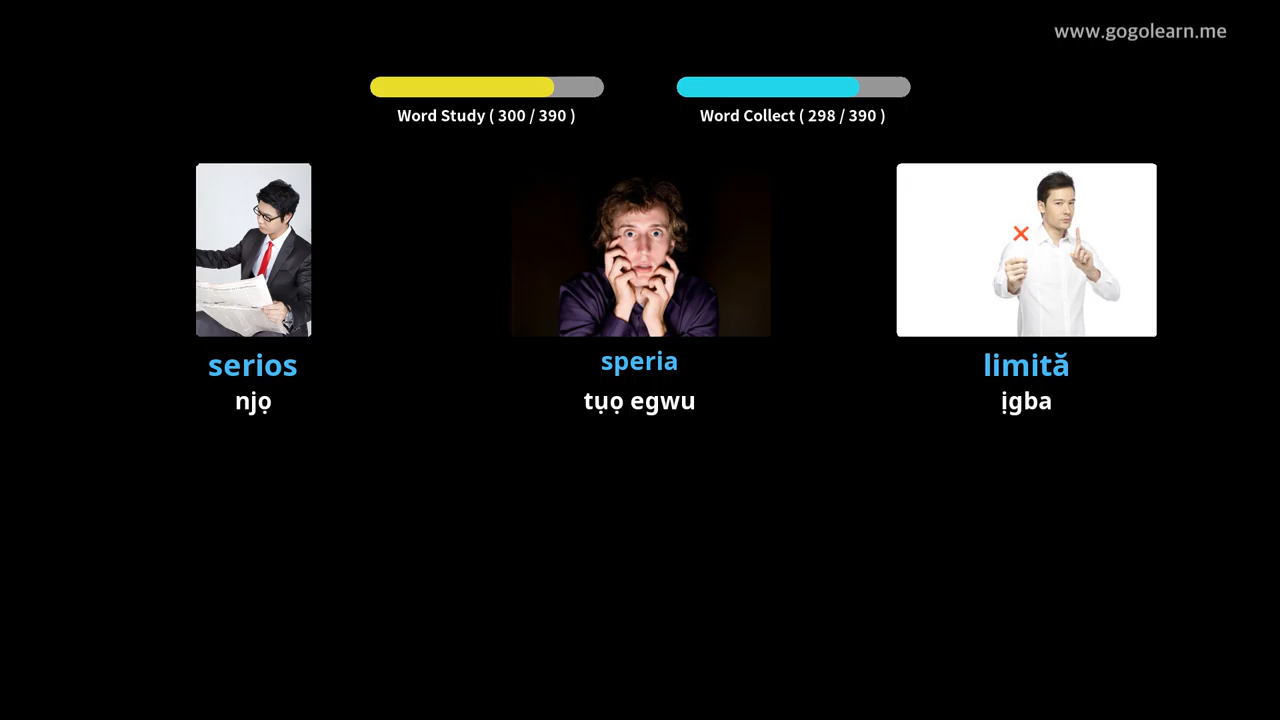 www.gogolearn.me
Word Study ( 300 / 390 )
Word Collect ( 298 / 390 )
serios
njọ
speria
tụọ egwu
limită
ịgba